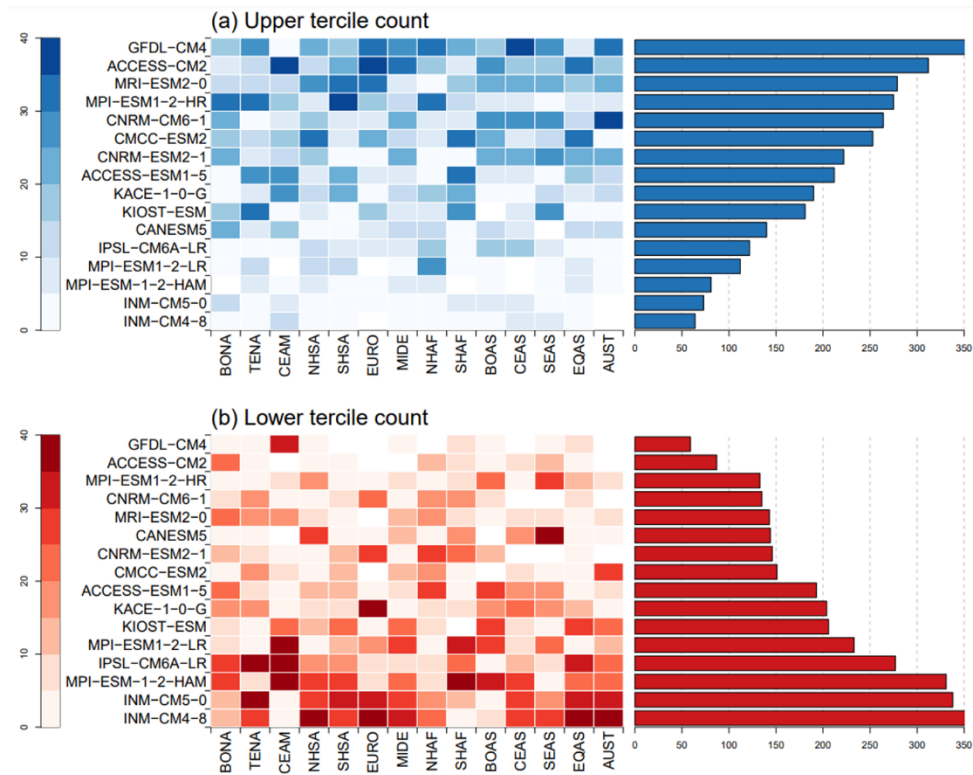 (a) Upper tercile count
40
30
20
10
0
GFDL-CM4
ACCESS-CM2
MRI-ESM2-0
MPI-ESM1-2-HR
CNRM-CM6-1
CMCC-ESM2
CNRM-ESM2-1
ACCESS-ESM1-5
KACE-1-0-G
KIOST-ESM
CANESM5
IPSL-CM6A-LR
MPI-ESM1-2-LR
MPI-ESM-1-2-HAM
INM-CM5-0
INM-CM4-8
BONA TENA CEAM NHSA SHSA EURO MIDE NHAF SHAF BOAS CEAS SEAS EQAS AUST
0 50 100 150 200 250 300 350
(b) Lower tercile count
40
30
20
10
0
GFDL-CM4
ACCESS-CM2
MPI-ESM1-2-HR
CNRM-CM6-1
MRI-ESM2-0
CANESM5
CNRM-ESM2-1
CMCC-ESM2
ACCESS-ESM1-5
KACE-1-0-G
KIOST-ESM
MPI-ESM1-2-LR
IPSL-CM6A-LR
MPI-ESM-1-2-HAM
INM-CM5-0
INM-CM4-8
BONA TENA CEAM NHSA SHSA EURO MIDE NHAF SHAF BOAS CEAS SEAS EQAS AUST
0 50 100 150 200 250 300 350